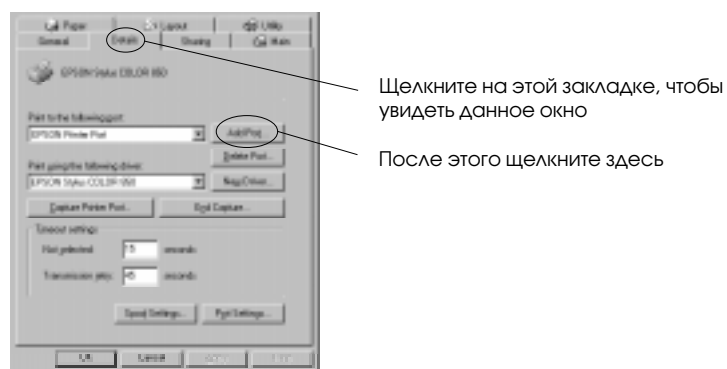 Paper Layout Utility
General Details Sharing Main
EPSON Stylus COLOR 850
Print to the following port:
EPSON Printer Port Add Port...
Delete Port...
Print using the following driver:
EPSON Stylus COLOR 850 New Driver...
Capture Printer Port... End Capture...
Timeout settings
Not selected: 15 seconds
Transmission retry: 45 seconds
Spool Settings... Port Settings...
OK Cancel Apply Help
Щелкните на этой закладке, чтобы
увидеть данное окно
После этого щелкните здесь